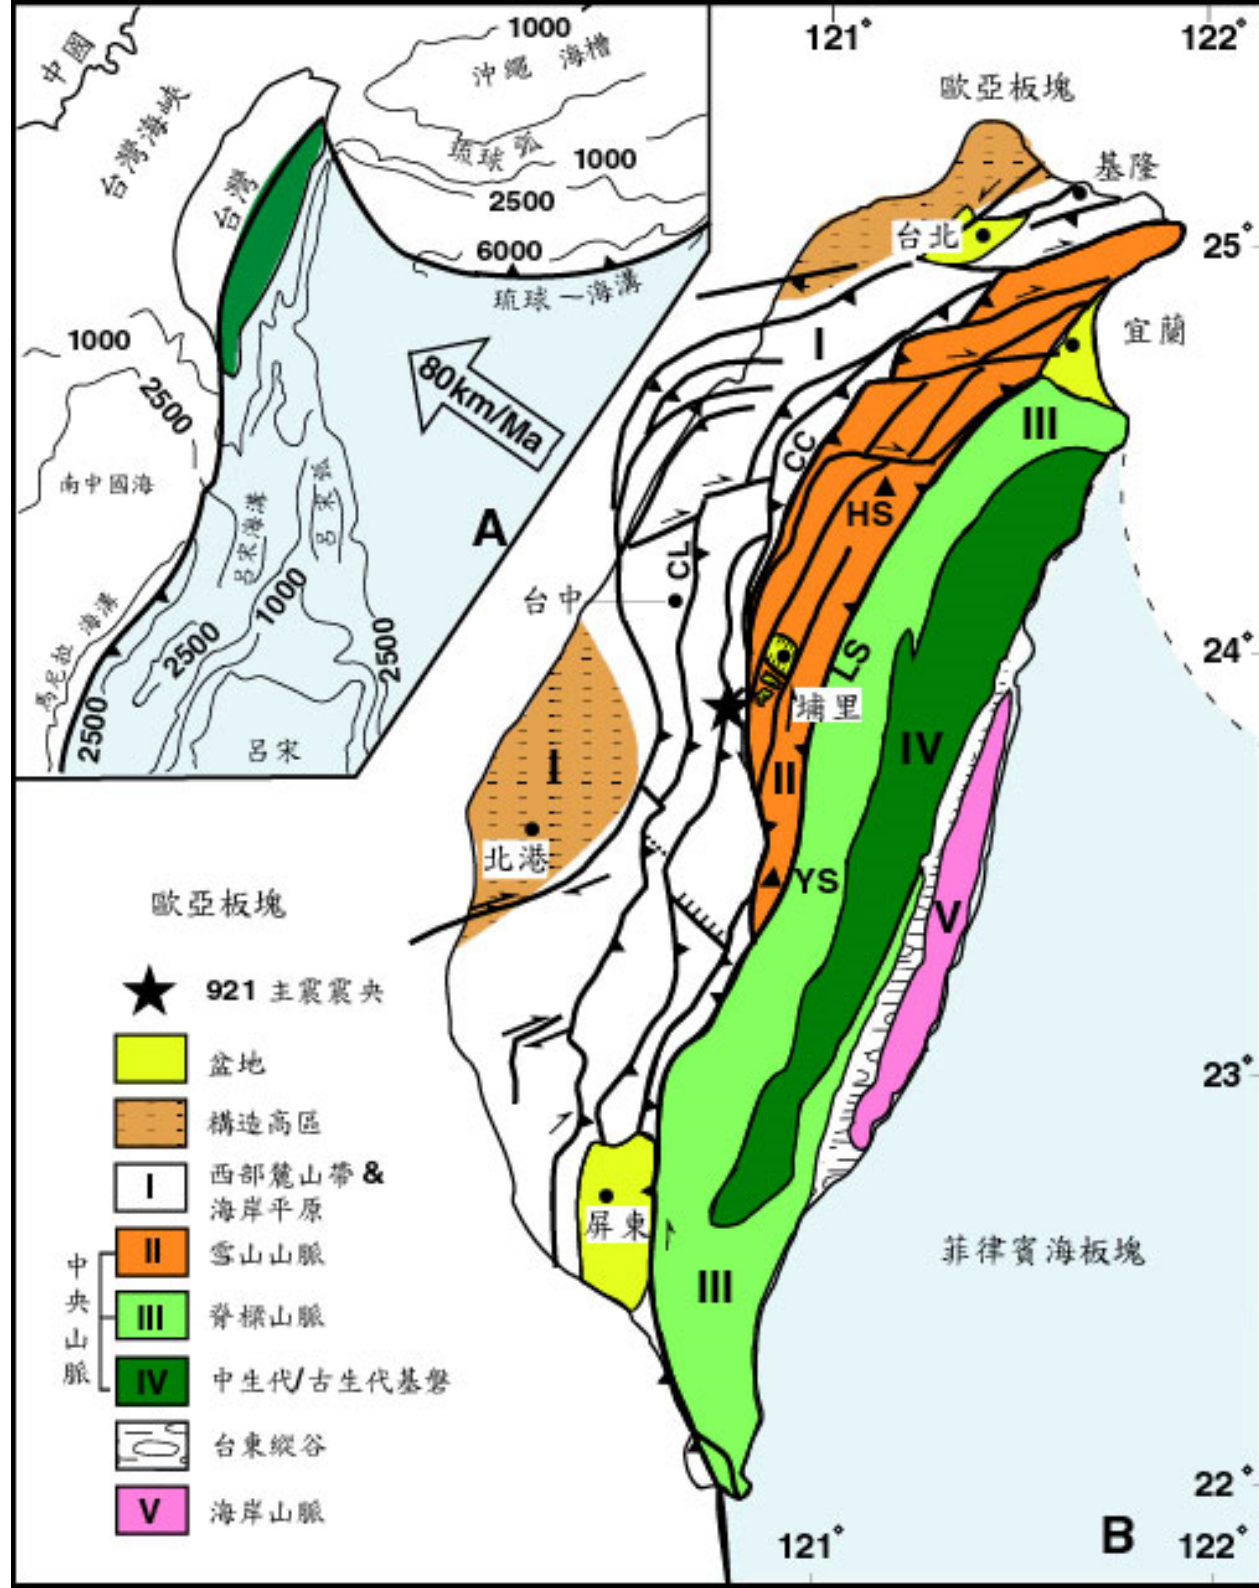 中國
台灣海峽
台灣
1000
沖繩 海槽
琉球弧
1000
2500
6000
琉球－海溝
80km/Ma
1000
2500
南中國海
呂宋海溝
呂宋弧
A
馬尼拉 海溝
2500
2500
1000
2500
呂宋
121°
122°
歐亞板塊
基隆
台北
25°
宜蘭
I
III
CC
HS
CL
台中
24°
LS
埔里
IV
I
II
北港
YS
V
23°
屏東
III
菲律賓海板塊
22°
121°
B
122°
歐亞板塊
921 主震震央
盆地
構造高區
I
西部麓山帶 &
海岸平原
中央山脈
II
雪山山脈
III
脊樑山脈
IV
中生代/古生代基磐
台東縱谷
V
海岸山脈